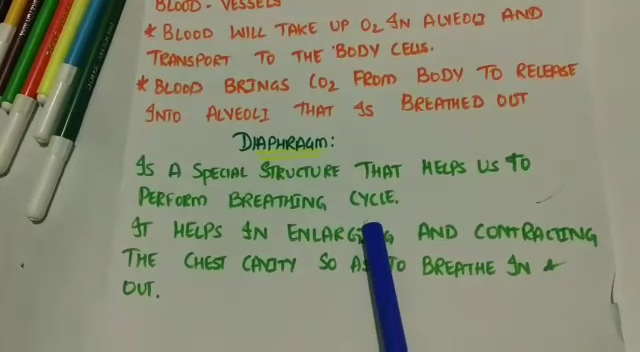 BLOOD-VESSELS
* BLOOD WILL TAKE UP O2 IN ALVEOLI AND
TRANSPORT TO THE BODY CELLS.
* BLOOD BRINGS CO2 FROM BODY TO RELEASE
INTO ALVEOLI THAT IS BREATHED OUT
DIAPHRAGM:
IS A SPECIAL STRUCTURE THAT HELPS US TO
PERFORM BREATHING CYCLE.
IT HELPS IN ENLARGING AND CONTRACTING
THE CHEST CAVITY SO AS TO BREATHE IN &
OUT.